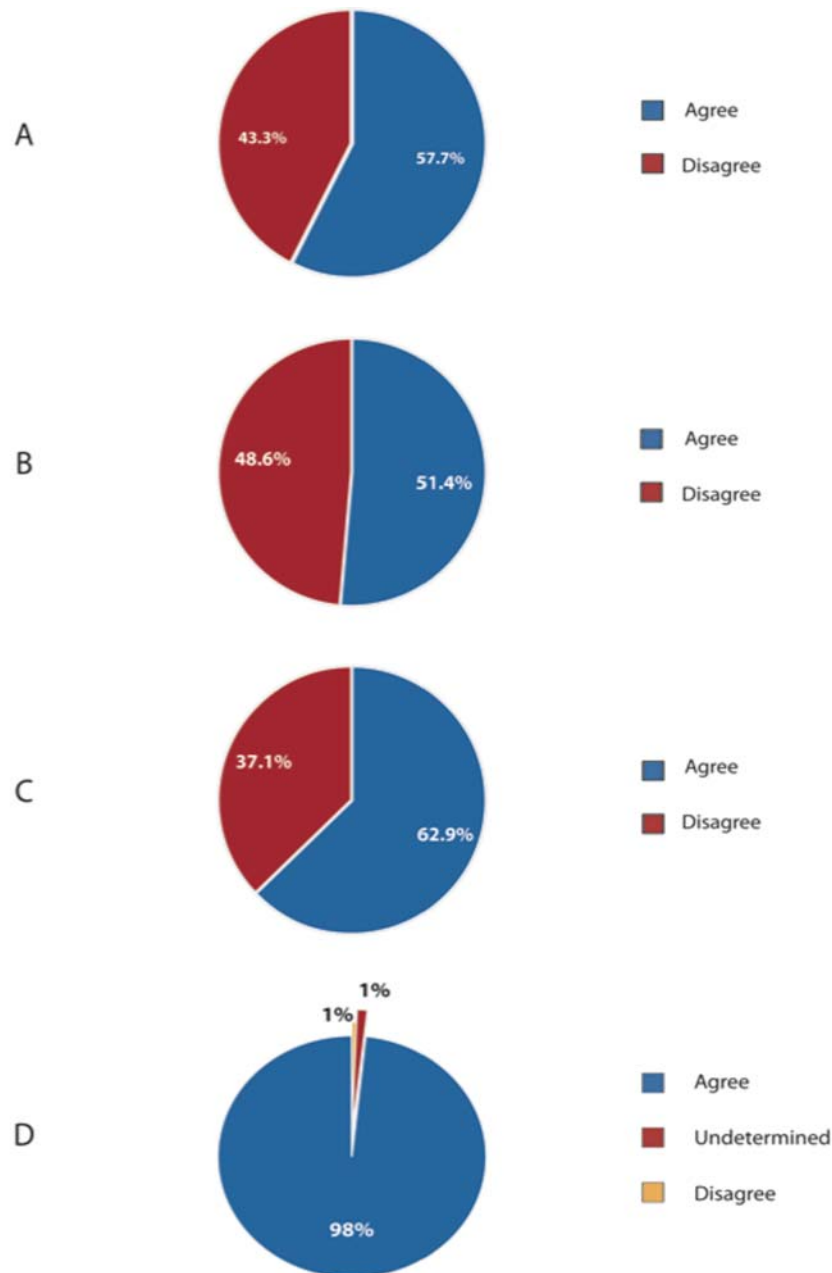 A
43.3%
57.7%
Agree
Disagree
B
48.6%
51.4%
Agree
Disagree
C
37.1%
62.9%
Agree
Disagree
D
1%
1%
98%
Agree
Undetermined
Disagree